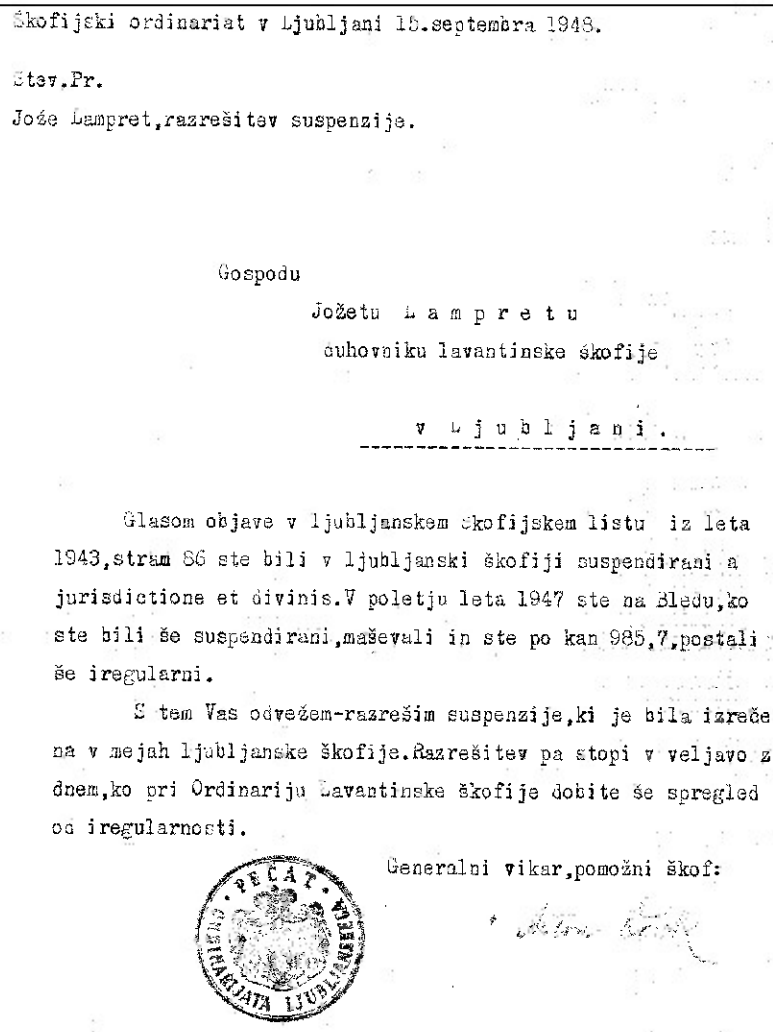 Škofijski ordinariat v Ljubljani 15.septembra 1948.
Štev.Pr.
Jože Lampret,razrešitev suspenzije.
Gospodu
Jožetu L a m p r e t u
duhovniku lavantinske škofije
v L j u b l j a n i .
Glasom objave v ljubljanskem škofijskem listu iz leta
1943,stran 86 ste bili v ljubljanski škofiji suspendirani a
jurisdictione et divinis.V poletju leta 1947 ste na Bledu,ko
ste bili še suspendirani,maševali in ste po kan 985,7,postali
še iregularni.
S tem Vas odvežem-razrešim suspenzije,ki je bila izreče
na v mejah ljubljanske škofije.Razrešitev pa stopi v veljavo z
dnem,ko pri Ordinariju Lavantinske škofije dobite še spregled
od iregularnosti.
Generalni vikar,pomožni škof:
PEČAT
ORDINARIJATA LJUBLJANSKEGA